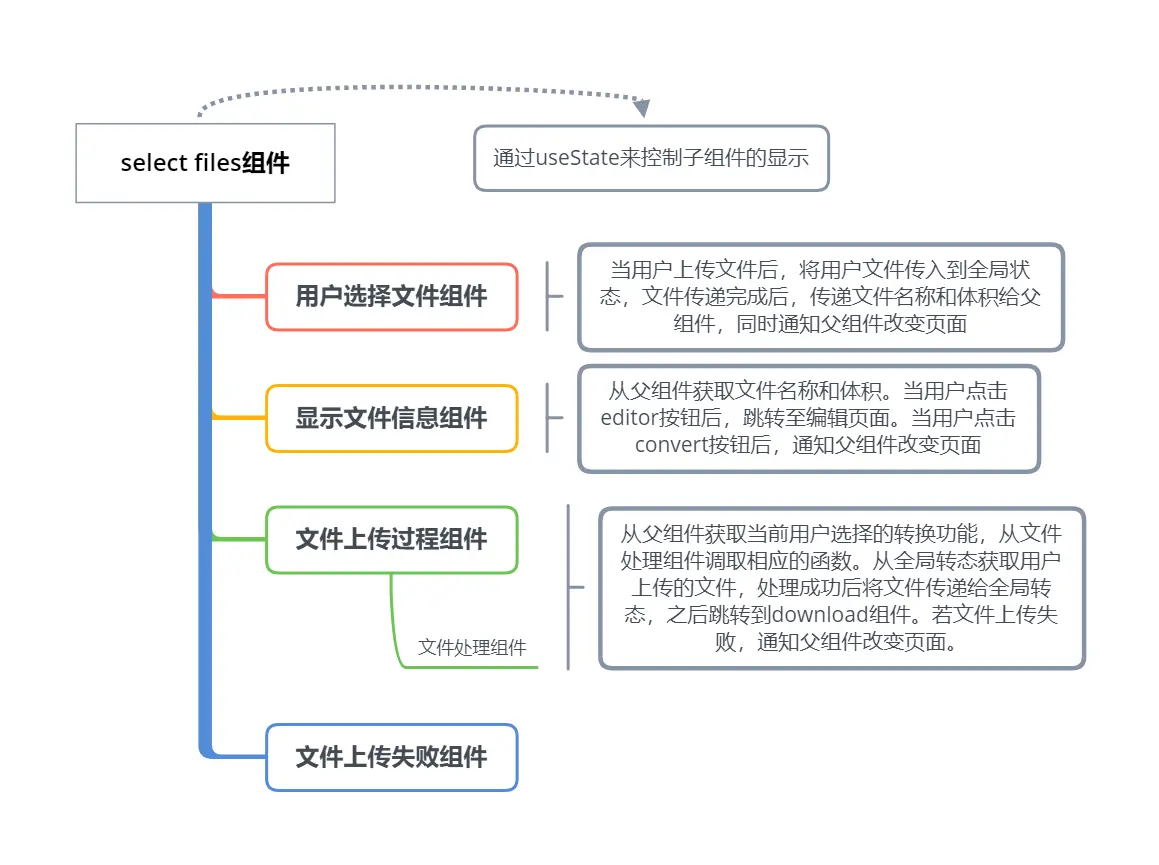 select files组件
通过useState来控制子组件的显示
用户选择文件组件
当用户上传文件后，将用户文件传入到全局状
态，文件传递完成后，传递文件名称和体积给父
组件，同时通知父组件改变页面
显示文件信息组件
从父组件获取文件名称和体积。当用户点击
editor按钮后，跳转至编辑页面。当用户点击
convert按钮后，通知父组件改变页面
文件上传过程组件
从父组件获取当前用户选择的转换功能，从文件
处理组件调取相应的函数。从全局转态获取用户
上传的文件，处理成功后将文件传递给全局转
态，之后跳转到download组件。若文件上传失
败，通知父组件改变页面。
文件处理组件
文件上传失败组件